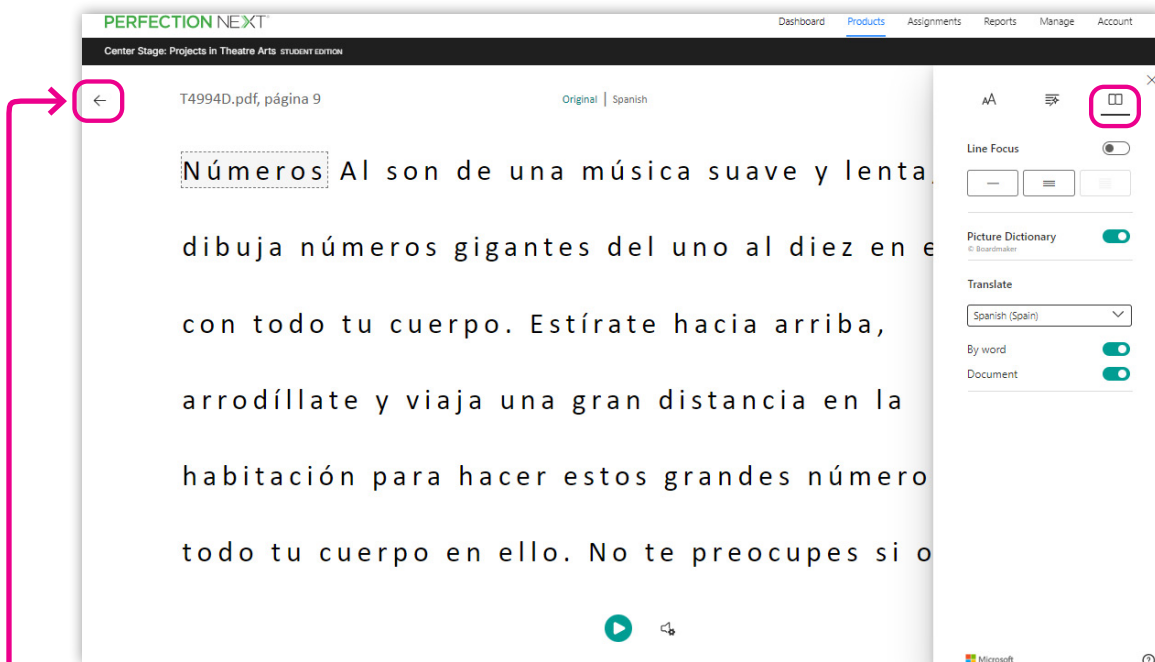 PERFECTION NEXT
Dashboard Products Assignments Reports Manage Account
Center Stage: Projects in Theatre Arts STUDENT EDITION
T4994D.pdf, página 9
Original | Spanish
Números Al son de una música suave y lenta,
dibuja números gigantes del uno al diez en e
con todo tu cuerpo. Estírate hacia arriba,
arrodíllate y viaja una gran distancia en la
habitación para hacer estos grandes número
todo tu cuerpo en ello. No te preocupes si o
AA
Line Focus
Picture Dictionary
© Boardmaker
Translate
Spanish (Spain)
By word
Document
Microsoft
?